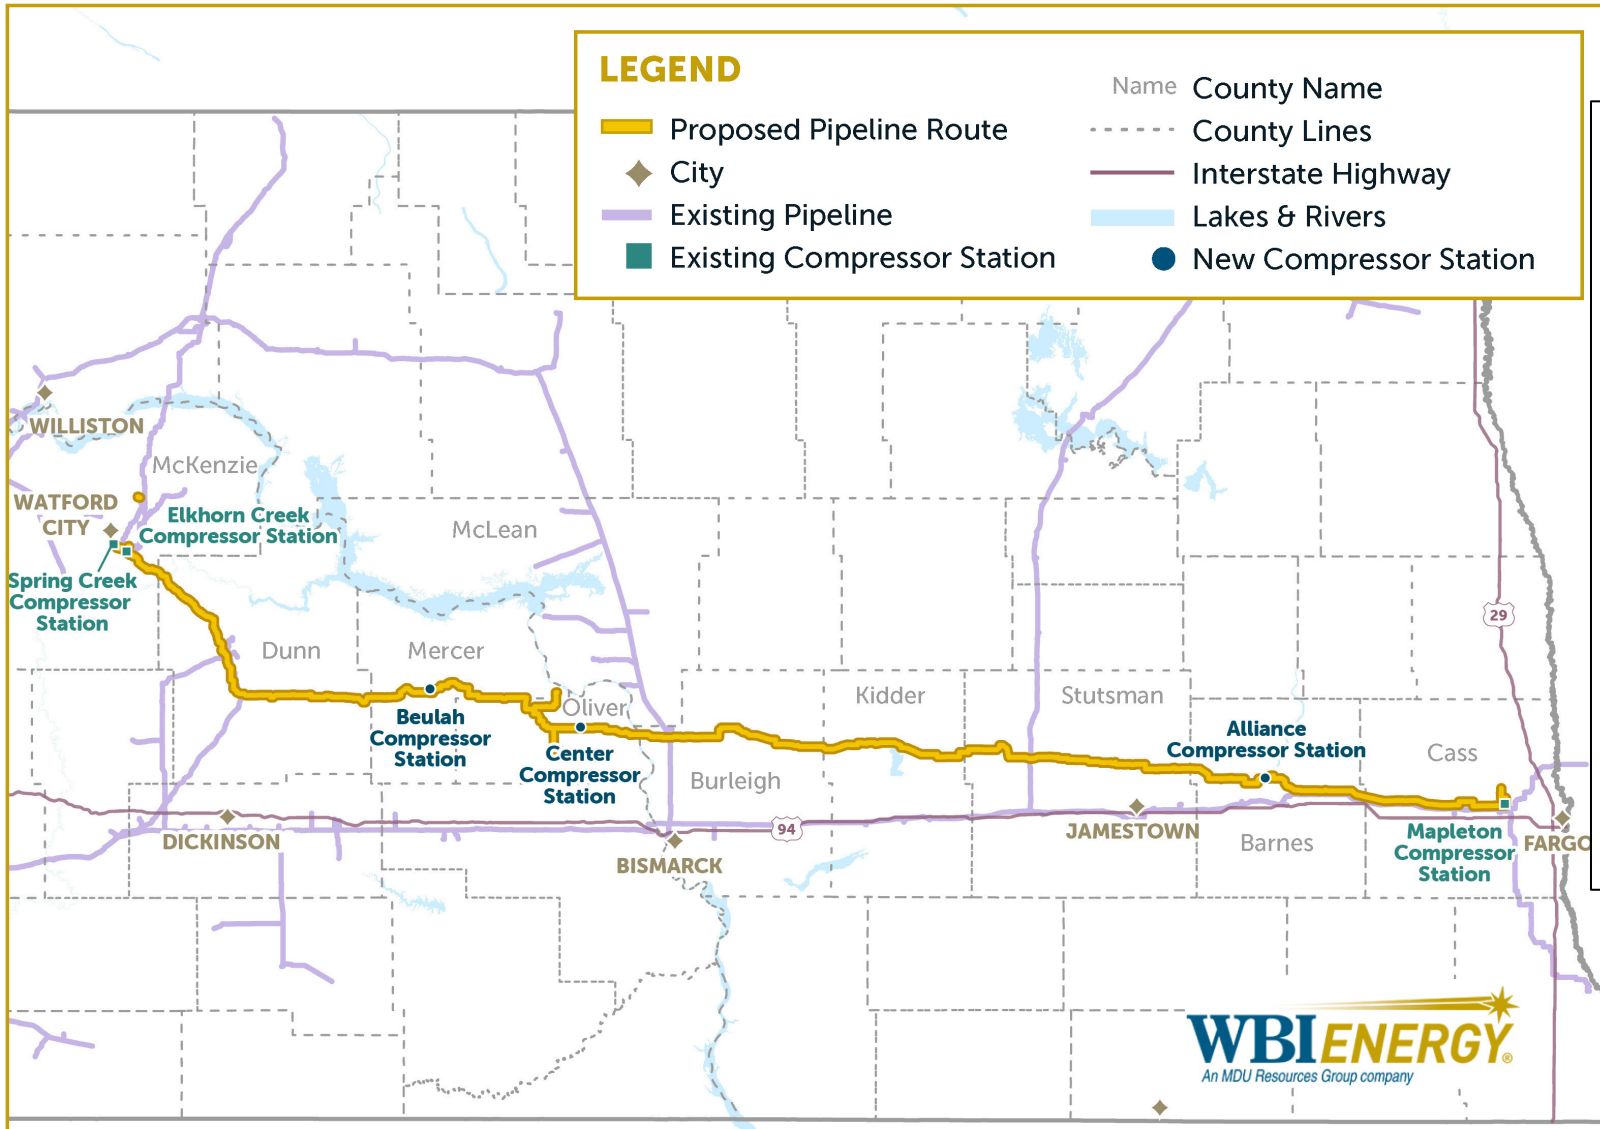 LEGEND
Proposed Pipeline Route
City
Existing Pipeline
Existing Compressor Station
Name County Name
County Lines
Interstate Highway
Lakes & Rivers
New Compressor Station
WILLISTON
McKenzie
WATFORD
CITY
Elkhorn Creek
Compressor Station
McLean
Spring Creek
Compressor
Station
Dunn
Mercer
Oliver
Kidder
Stutsman
29
Beulah
Compressor
Station
Center
Compressor
Station
Burleigh
Alliance
Compressor Station
Cass
94
DICKINSON
BISMARCK
JAMESTOWN
Barnes
Mapleton
Compressor
Station
FARGO
WBI ENERGY®
An MDU Resources Group company